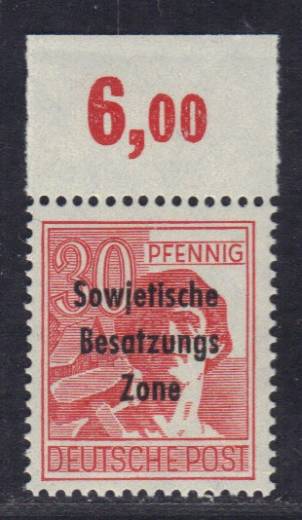 6,00
30 PFENNIG
Sowjetische
Besatzungs
Zone
DEUTSCHE POST